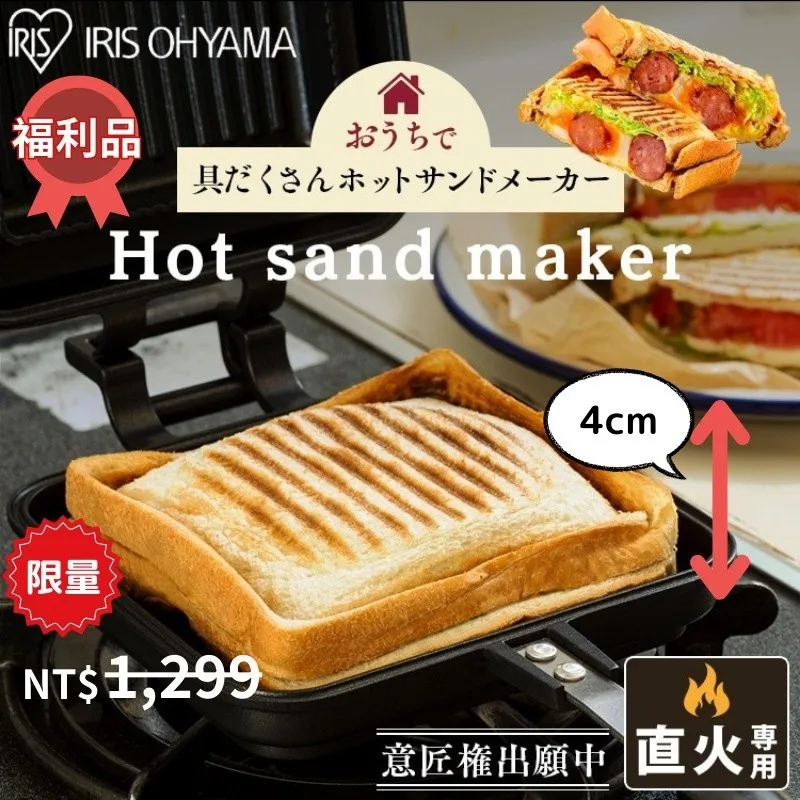 IRIS
IRIS OHYAMA
福利品
おうちで
具だくさんホットサンドメーカー
Hot sand maker
4cm
限量
NT$1,299
意匠権出願中
直火専用